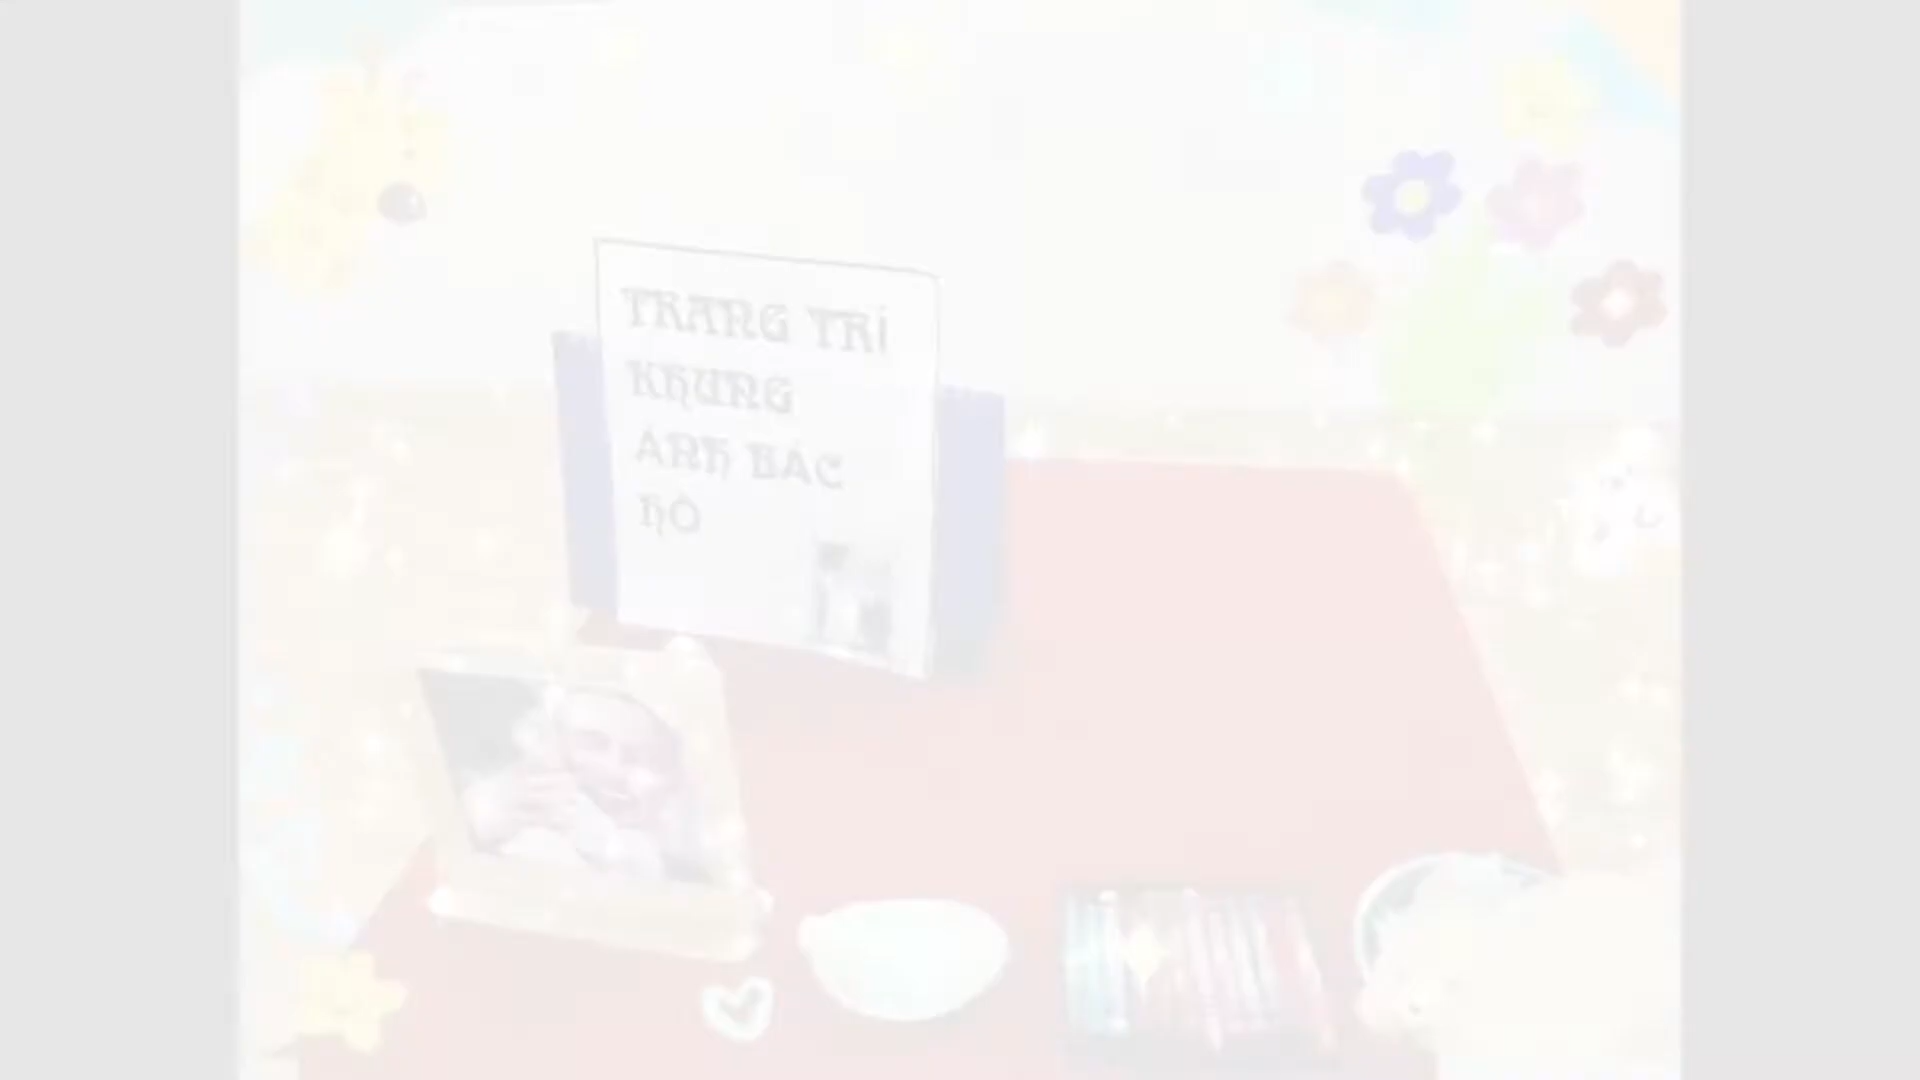 TRANG TRÍ
KHUNG
ẢNH BÁC
HỒ